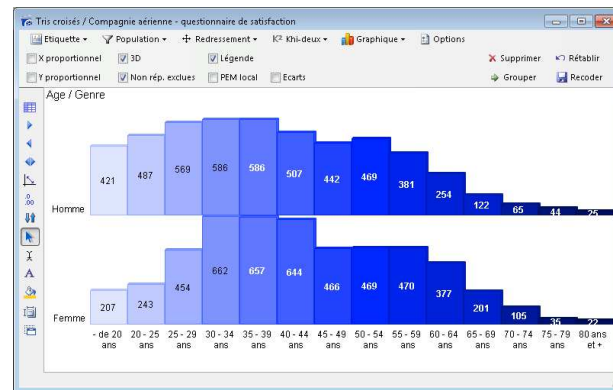 Tris croisés / Compagnie aérienne - questionnaire de satisfaction
Etiquette Population Redressement K² Khi-deux Graphique Options
X proportionnel 3D Légende Supprimer Rétablir
Y proportionnel Non rép. exclues PEM local Ecarts Grouper Recoder
Age / Genre
421 487 569 586 586 507 442 469 381 254 122 65 44 25
Homme
207 243 454 662 657 644 466 469 470 377 201 105 35 22
Femme
- de 20 ans 20 - 25 ans 25 - 29 ans 30 - 34 ans 35 - 39 ans 40 - 44 ans 45 - 49 ans 50 - 54 ans 55 - 59 ans 60 - 64 ans 65 - 69 ans 70 - 74 ans 75 - 79 ans 80 ans et +